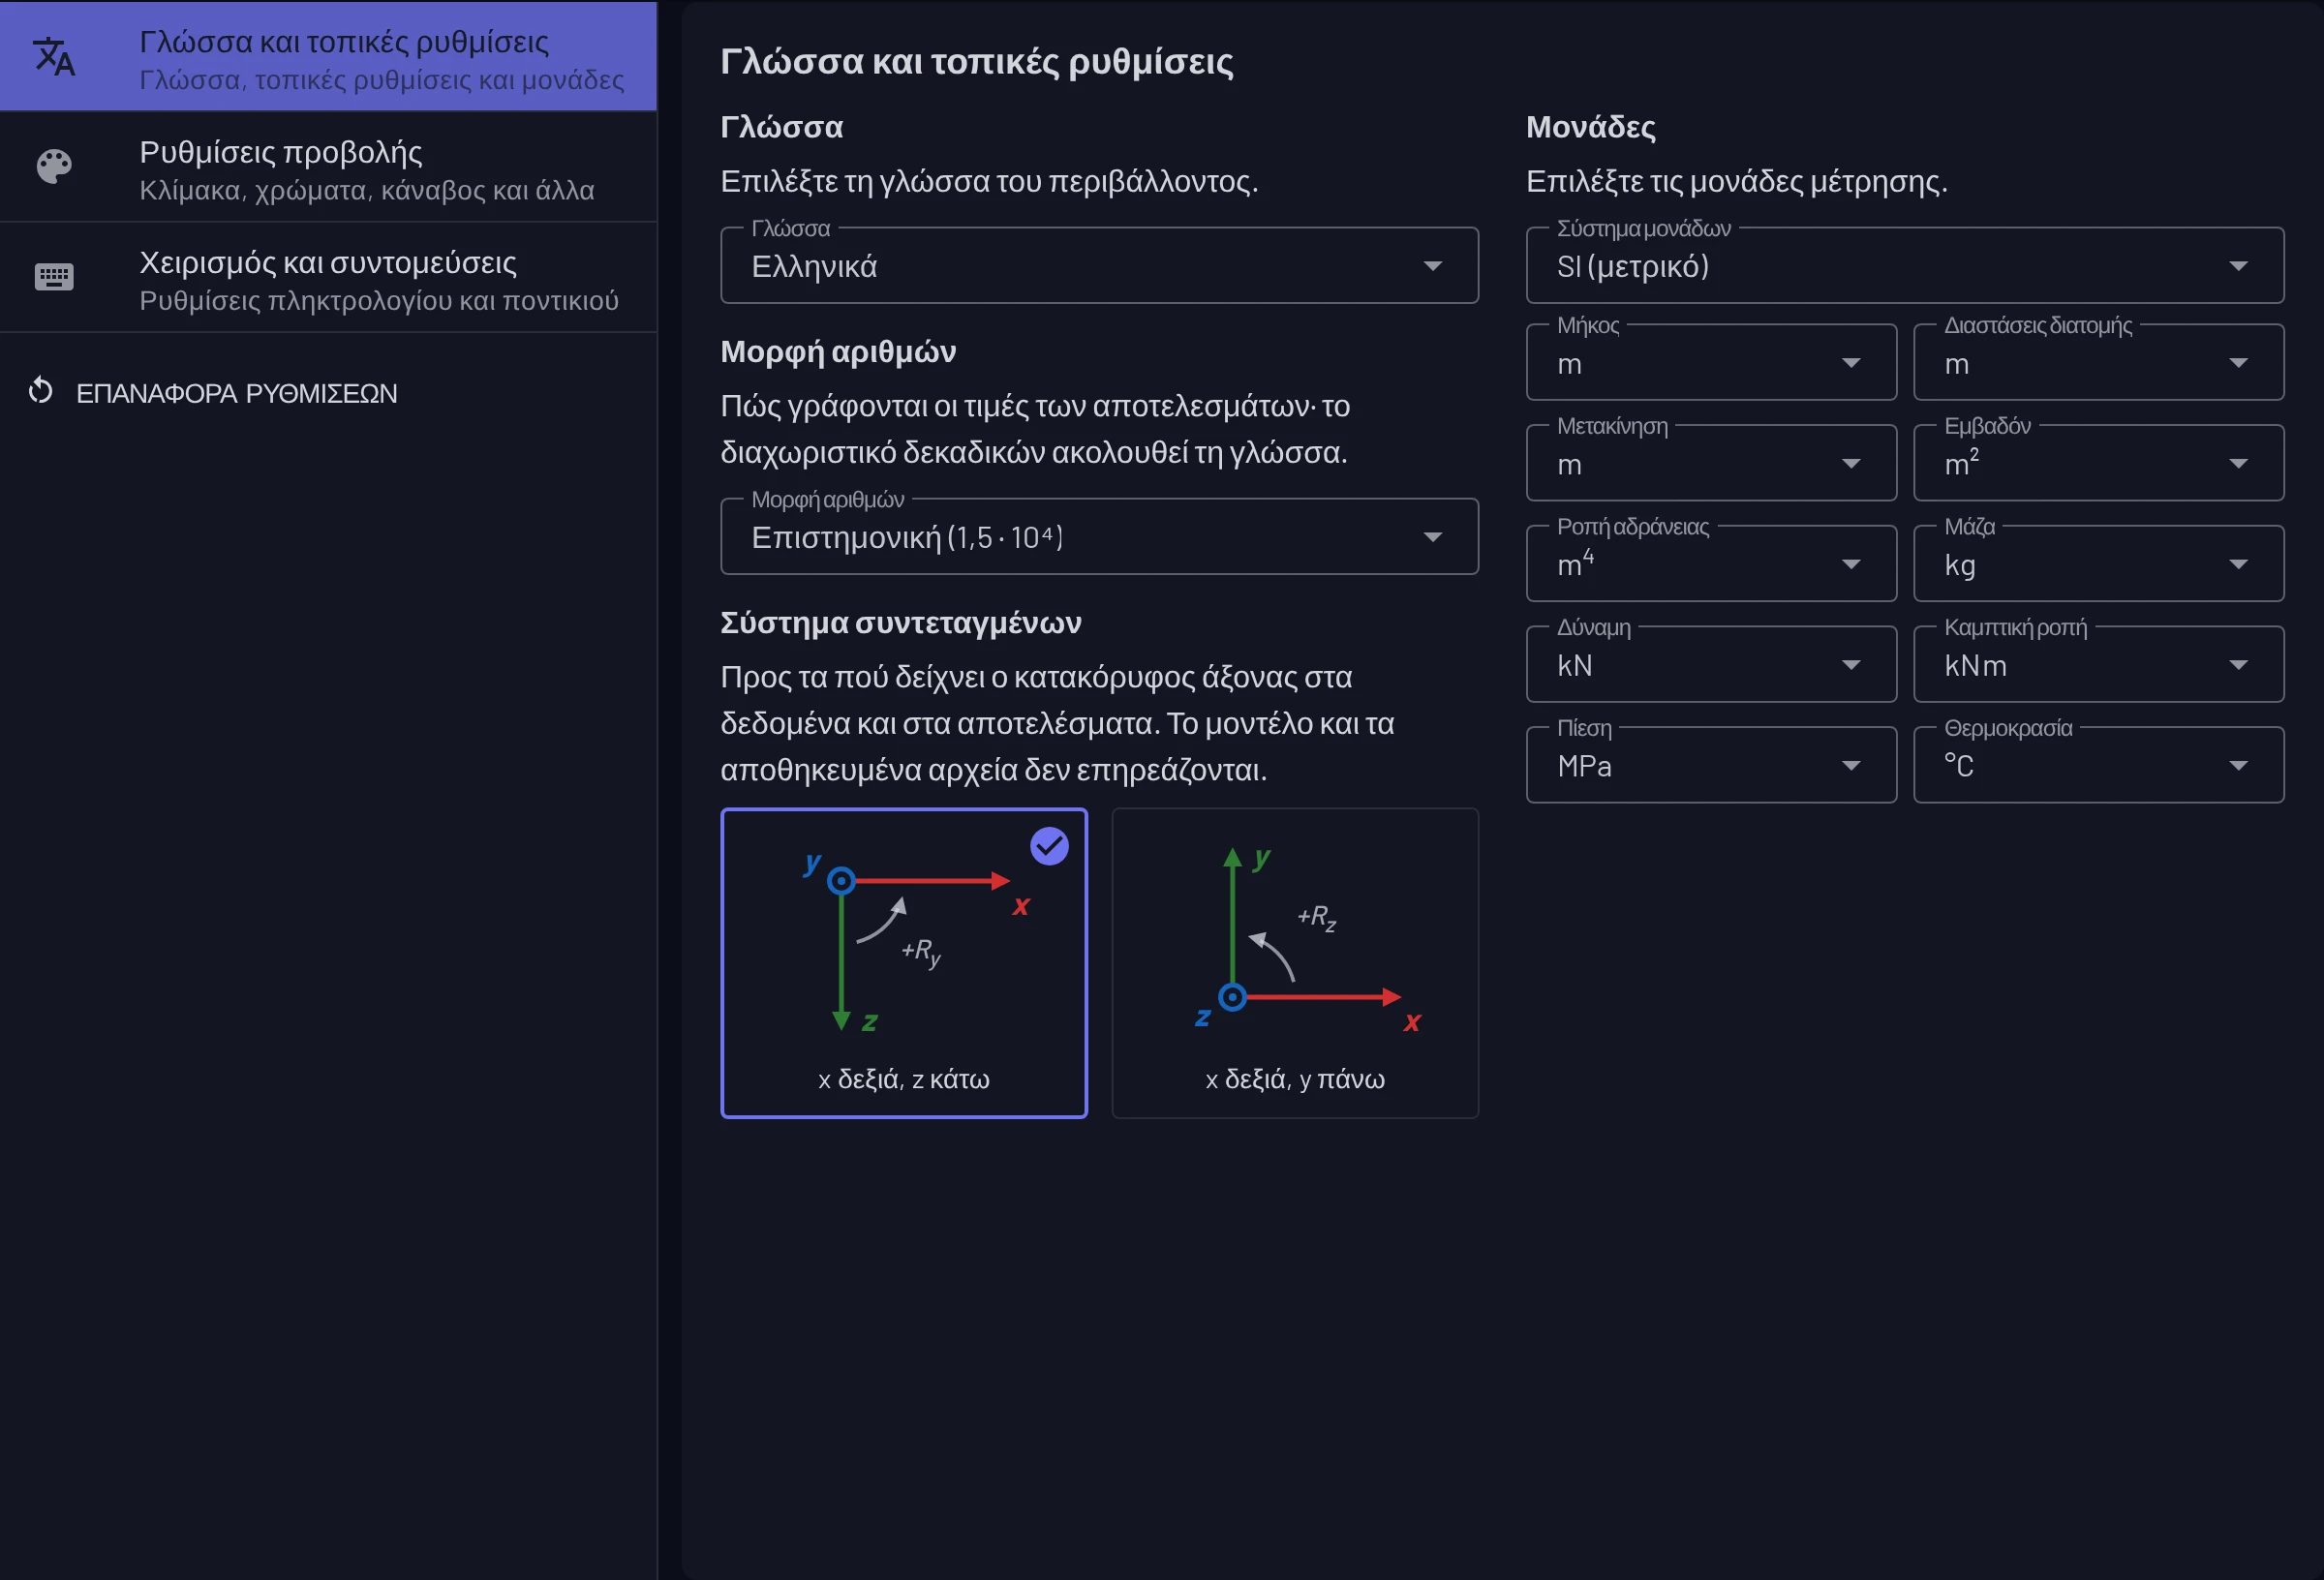 Γλώσσα και τοπικές ρυθμίσεις
Γλώσσα, τοπικές ρυθμίσεις και μονάδες
Ρυθμίσεις προβολής
Κλίμακα, χρώματα, κάναβος και άλλα
Χειρισμός και συντομεύσεις
Ρυθμίσεις πληκτρολογίου και ποντικιού
ΕΠΑΝΑΦΟΡΑ ΡΥΘΜΙΣΕΩΝ
Γλώσσα και τοπικές ρυθμίσεις
Γλώσσα
Επιλέξτε τη γλώσσα του περιβάλλοντος.
Γλώσσα
Ελληνικά
Μορφή αριθμών
Πώς γράφονται οι τιμές των αποτελεσμάτων· το
διαχωριστικό δεκαδικών ακολουθεί τη γλώσσα.
Μορφή αριθμών
Επιστημονική (1,5 · 10⁴)
Σύστημα συντεταγμένων
Προς τα πού δείχνει ο κατακόρυφος άξονας στα
δεδομένα και στα αποτελέσματα. Το μοντέλο και τα
αποθηκευμένα αρχεία δεν επηρεάζονται.
y
x
+R_y
z
x δεξιά, z κάτω
y
+R_z
z
x
x δεξιά, y πάνω
Μονάδες
Επιλέξτε τις μονάδες μέτρησης.
Σύστημα μονάδων
SI (μετρικό)
Μήκος
m
Διαστάσεις διατομής
m
Μετακίνηση
m
Εμβαδόν
m²
Ροπή αδράνειας
m⁴
Μάζα
kg
Δύναμη
kN
Καμπτική ροπή
kNm
Πίεση
MPa
Θερμοκρασία
°C